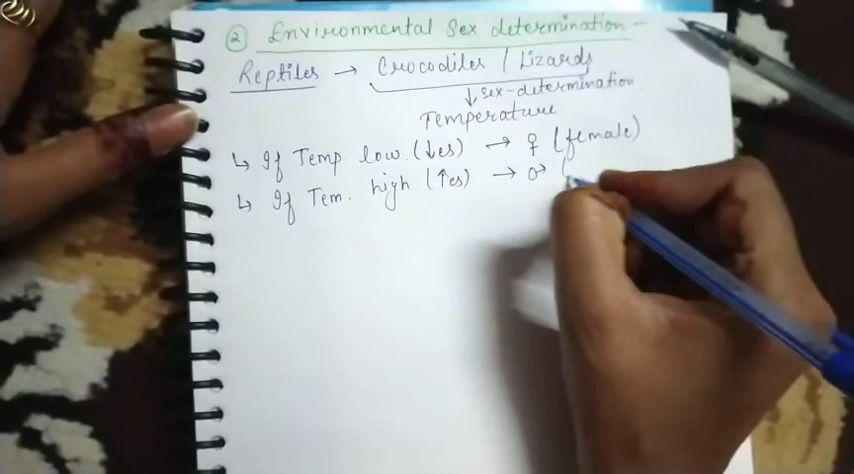 ② Environmental Sex determination -
Reptiles → Crocodiles / Lizards
↓ sex-determination
Temperature
↳ If Temp low (↓es) → ♀ (female)
↳ If Tem. high (↑es) → ♂ (